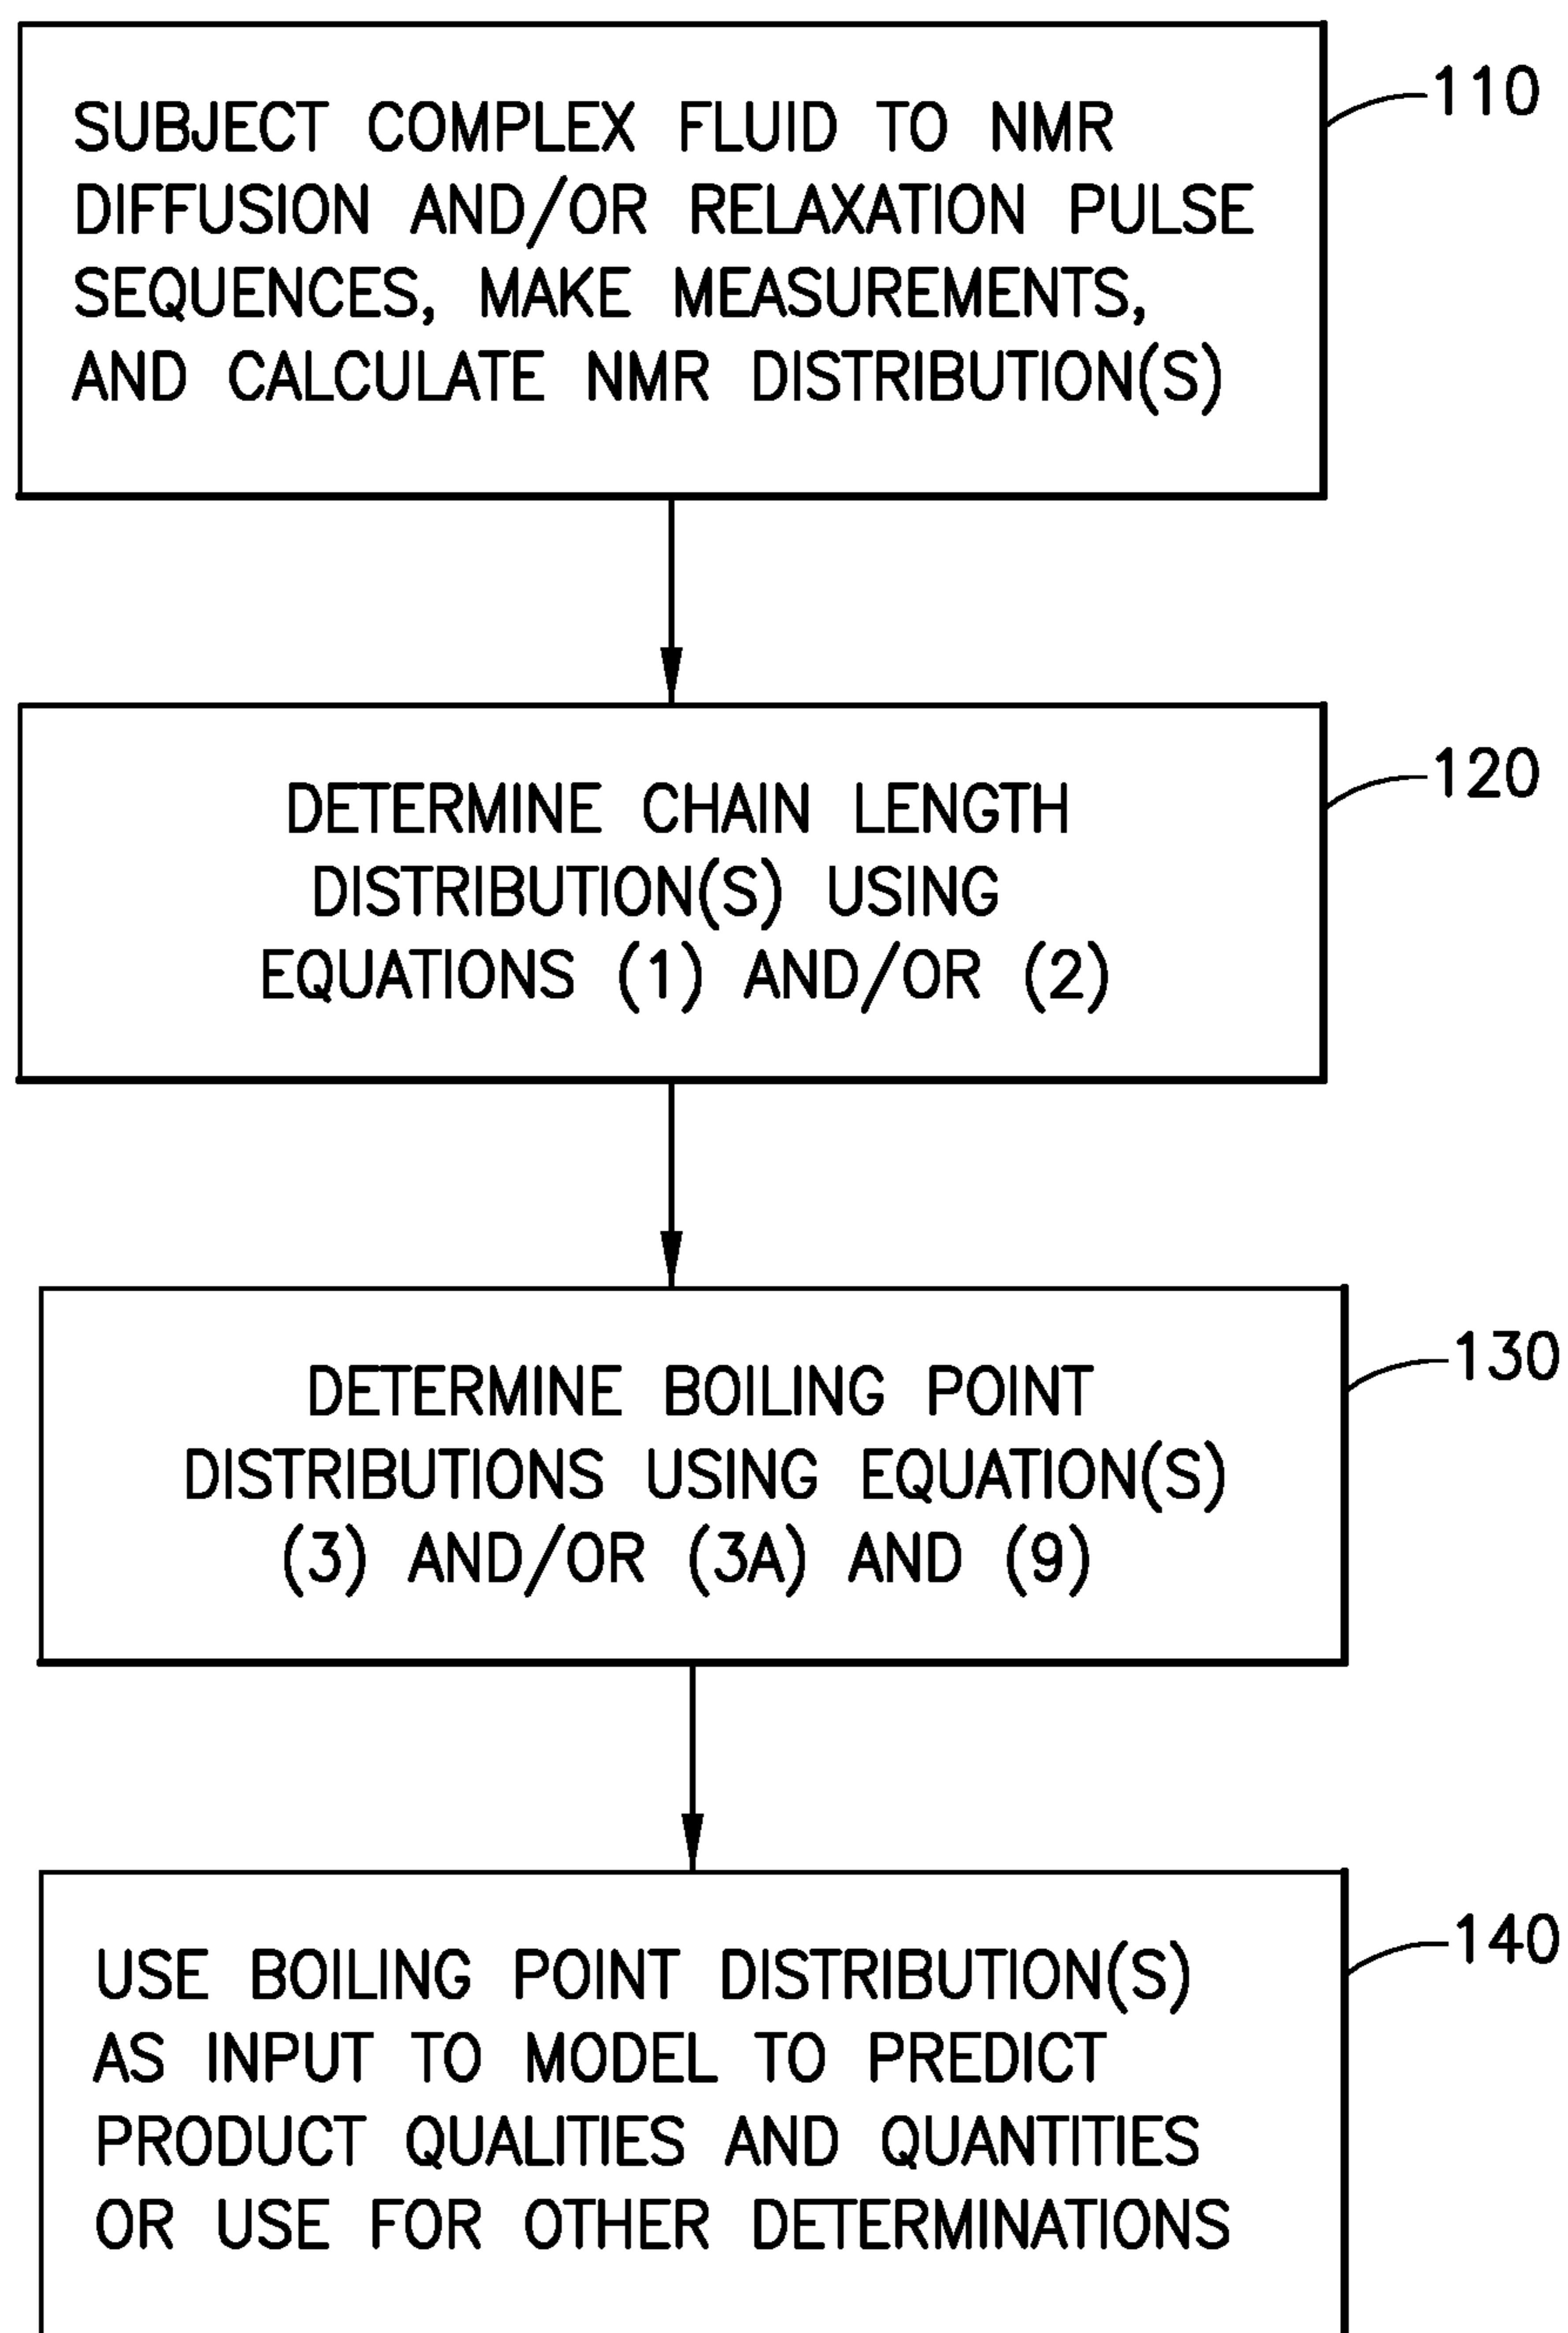 SUBJECT COMPLEX FLUID TO NMR
DIFFUSION AND/OR RELAXATION PULSE
SEQUENCES, MAKE MEASUREMENTS,
AND CALCULATE NMR DISTRIBUTION(S)
110
DETERMINE CHAIN LENGTH
DISTRIBUTION(S) USING
EQUATIONS (1) AND/OR (2)
120
DETERMINE BOILING POINT
DISTRIBUTIONS USING EQUATION(S)
(3) AND/OR (3A) AND (9)
130
USE BOILING POINT DISTRIBUTION(S)
AS INPUT TO MODEL TO PREDICT
PRODUCT QUALITIES AND QUANTITIES
OR USE FOR OTHER DETERMINATIONS
140